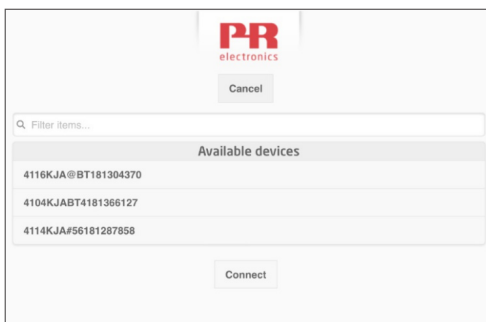 PR
electronics
Cancel
Filter items...
Available devices
4116KJA@BT181304370
4104KJABT4181366127
4114KJA#56181287858
Connect